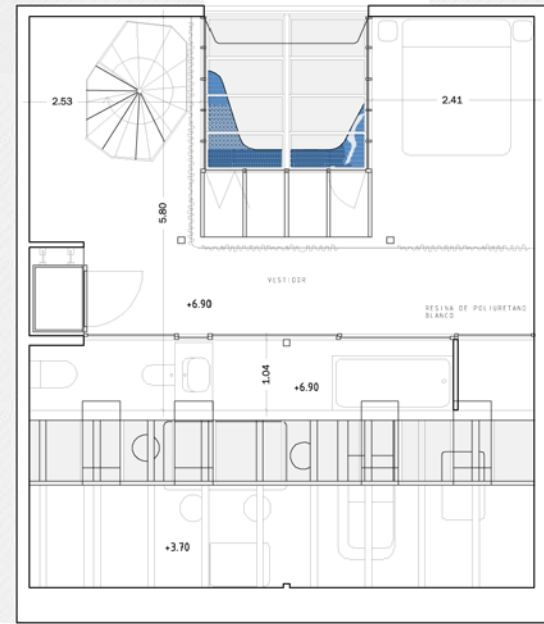 2.53
2.41
5.80
VESTIDOR
+6.90
RESINA DE POLIURETANO
BLANCO
1.04
+6.90
+3.70